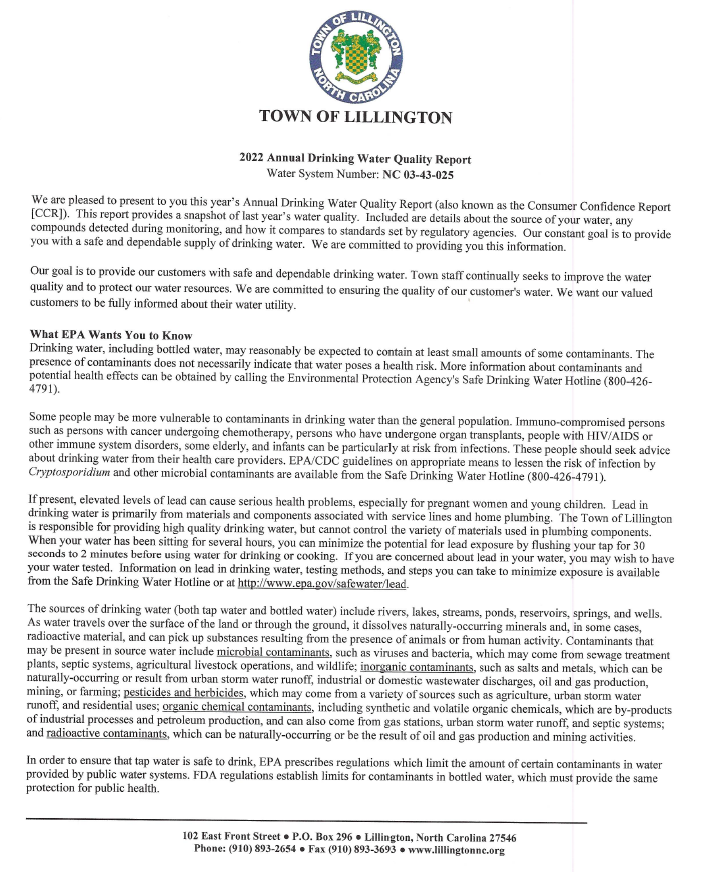 TOWN OF LILLINGTON
NORTH CAROLINA
TOWN OF LILLINGTON
2022 Annual Drinking Water Quality Report
Water System Number: NC 03-43-025
We are pleased to present to you this year's Annual Drinking Water Quality Report (also known as the Consumer Confidence Report
[CCR]). This report provides a snapshot of last year's water quality. Included are details about the source of your water, any
compounds detected during monitoring, and how it compares to standards set by regulatory agencies. Our constant goal is to provide
you with a safe and dependable supply of drinking water. We are committed to providing you this information.
Our goal is to provide our customers with safe and dependable drinking water. Town staff continually seeks to improve the water
quality and to protect our water resources. We are committed to ensuring the quality of our customer's water. We want our valued
customers to be fully informed about their water utility.
What EPA Wants You to Know
Drinking water, including bottled water, may reasonably be expected to contain at least small amounts of some contaminants. The
presence of contaminants does not necessarily indicate that water poses a health risk. More information about contaminants and
potential health effects can be obtained by calling the Environmental Protection Agency's Safe Drinking Water Hotline (800-426-
4791).
Some people may be more vulnerable to contaminants in drinking water than the general population. Immuno-compromised persons
such as persons with cancer undergoing chemotherapy, persons who have undergone organ transplants, people with HIV/AIDS or
other immune system disorders, some elderly, and infants can be particularly at risk from infections. These people should seek advice
about drinking water from their health care providers. EPA/CDC guidelines on appropriate means to lessen the risk of infection by
Cryptosporidium and other microbial contaminants are available from the Safe Drinking Water Hotline (800-426-4791).
If present, elevated levels of lead can cause serious health problems, especially for pregnant women and young children. Lead in
drinking water is primarily from materials and components associated with service lines and home plumbing. The Town of Lillington
is responsible for providing high quality drinking water, but cannot control the variety of materials used in plumbing components.
When your water has been sitting for several hours, you can minimize the potential for lead exposure by flushing your tap for 30
seconds to 2 minutes before using water for drinking or cooking. If you are concerned about lead in your water, you may wish to have
your water tested. Information on lead in drinking water, testing methods, and steps you can take to minimize exposure is available
from the Safe Drinking Water Hotline or at http://www.epa.gov/safewater/lead.
The sources of drinking water (both tap water and bottled water) include rivers, lakes, streams, ponds, reservoirs, springs, and wells.
As water travels over the surface of the land or through the ground, it dissolves naturally-occurring minerals and, in some cases,
radioactive material, and can pick up substances resulting from the presence of animals or from human activity. Contaminants that
may be present in source water include microbial contaminants, such as viruses and bacteria, which may come from sewage treatment
plants, septic systems, agricultural livestock operations, and wildlife; inorganic contaminants, such as salts and metals, which can be
naturally-occurring or result from urban storm water runoff, industrial or domestic wastewater discharges, oil and gas production,
mining, or farming; pesticides and herbicides, which may come from a variety of sources such as agriculture, urban storm water
runoff, and residential uses; organic chemical contaminants, including synthetic and volatile organic chemicals, which are by-products
of industrial processes and petroleum production, and can also come from gas stations, urban storm water runoff, and septic systems;
and radioactive contaminants, which can be naturally-occurring or be the result of oil and gas production and mining activities.
In order to ensure that tap water is safe to drink, EPA prescribes regulations which limit the amount of certain contaminants in water
provided by public water systems. FDA regulations establish limits for contaminants in bottled water, which must provide the same
protection for public health.
102 East Front Street ● P.O. Box 296 ● Lillington, North Carolina 27546
Phone: (910) 893-2654 ● Fax (910) 893-3693 ● www.lillingtonnc.org